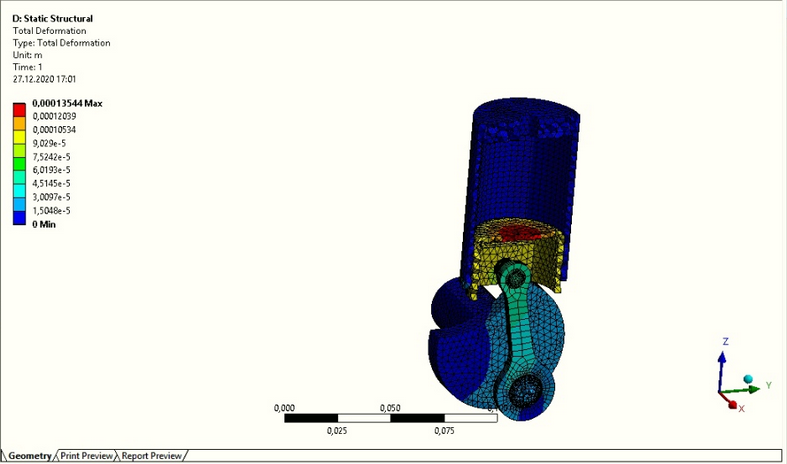 D: Static Structural
Total Deformation
Type: Total Deformation
Unit: m
Time: 1
27.12.2020 17:01
0,00013544 Max
0,00012039
0,00010534
9,029e-5
7,5242e-5
6,0193e-5
4,5145e-5
3,0097e-5
1,5048e-5
0 Min
Z
Y
X
0,000 0,050 0,100
0,025 0,075
Geometry Print Preview Report Preview